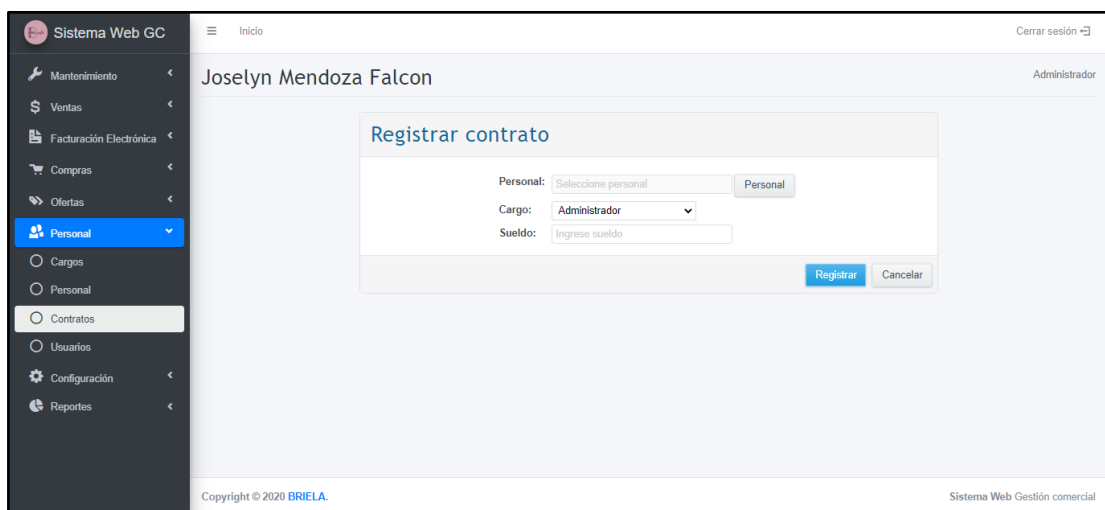 Sistema Web GC
Inicio
Cerrar sesión
Mantenimiento
Ventas
Facturación Electrónica
Compras
Ofertas
Personal
Cargos
Personal
Contratos
Usuarios
Configuración
Reportes
Joselyn Mendoza Falcon
Administrador
Registrar contrato
Personal: Seleccione personal Personal
Cargo: Administrador
Sueldo: Ingrese sueldo
Registrar Cancelar
Copyright © 2020 BRIELA.
Sistema Web Gestión comercial